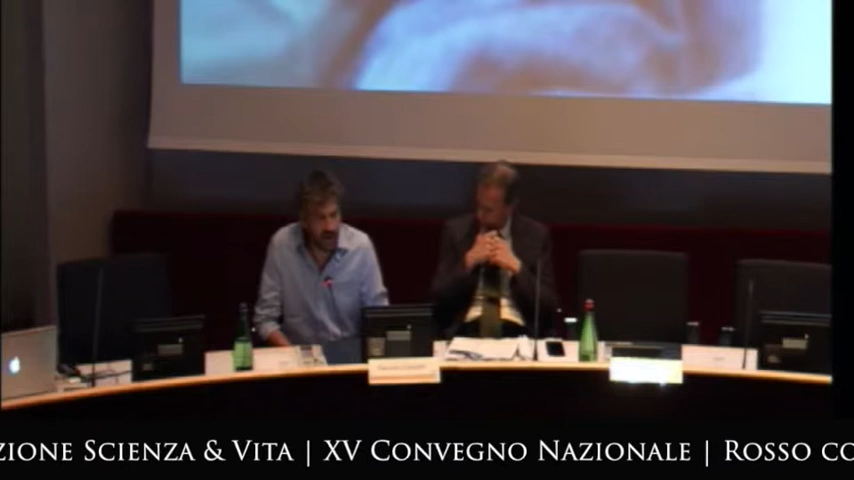 ZIONE SCIENZA & VITA | XV CONVEGNO NAZIONALE | ROSSO CO